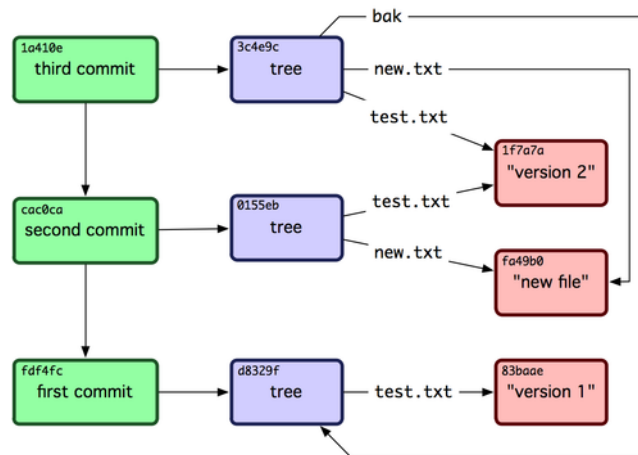 bak
1a410e
third commit
3c4e9c
tree
new.txt
test.txt
1f7a7a
"version 2"
cac0ca
second commit
0155eb
tree
test.txt
new.txt
fa49b0
"new file"
fdf4fc
first commit
d8329f
tree
test.txt
83baae
"version 1"